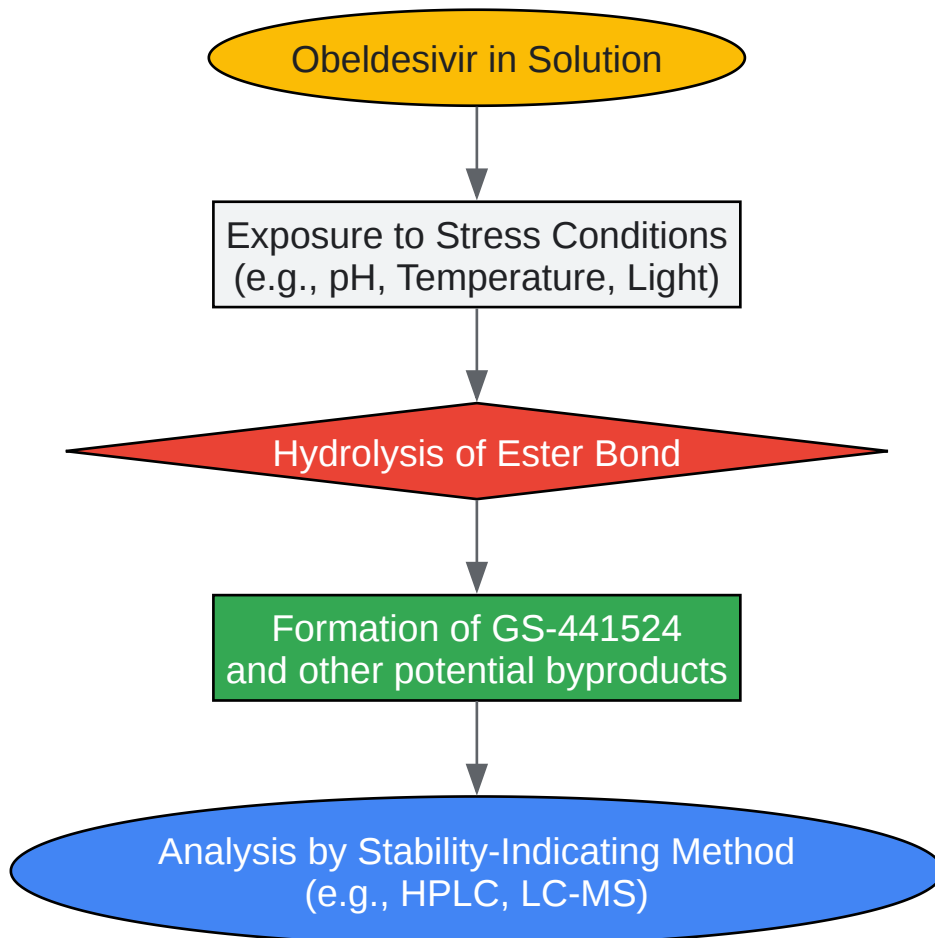 Obeldesivir in Solution
Exposure to Stress Conditions
(e.g., pH, Temperature, Light)
Hydrolysis of Ester Bond
Formation of GS-441524
and other potential byproducts
Analysis by Stability-Indicating Method
(e.g., HPLC, LC-MS)